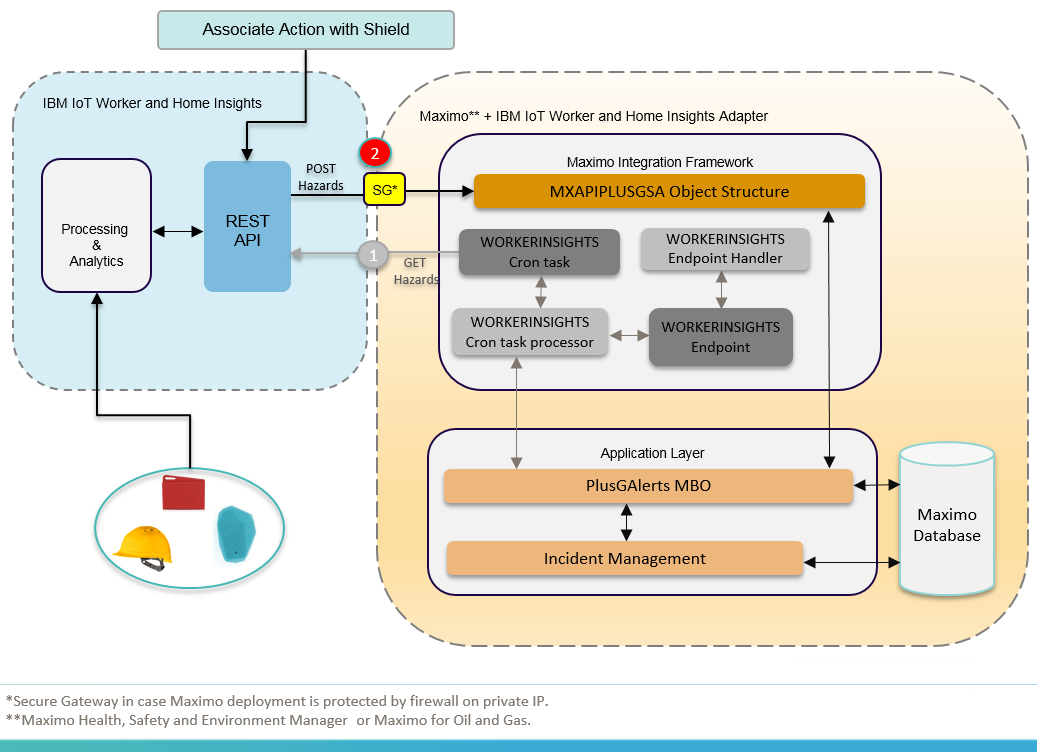 Associate Action with Shield
IBM IoT Worker and Home Insights
Processing
&
Analytics
REST
API
POST
Hazards
2
SG*
1
GET
Hazards
Maximo** + IBM IoT Worker and Home Insights Adapter
Maximo Integration Framework
MXAPIPLUSGSA Object Structure
WORKERINSIGHTS
Cron task
WORKERINSIGHTS
Endpoint Handler
WORKERINSIGHTS
Cron task processor
WORKERINSIGHTS
Endpoint
Application Layer
PlusGAlerts MBO
Incident Management
Maximo
Database
*Secure Gateway in case Maximo deployment is protected by firewall on private IP.
**Maximo Health, Safety and Environment Manager or Maximo for Oil and Gas.